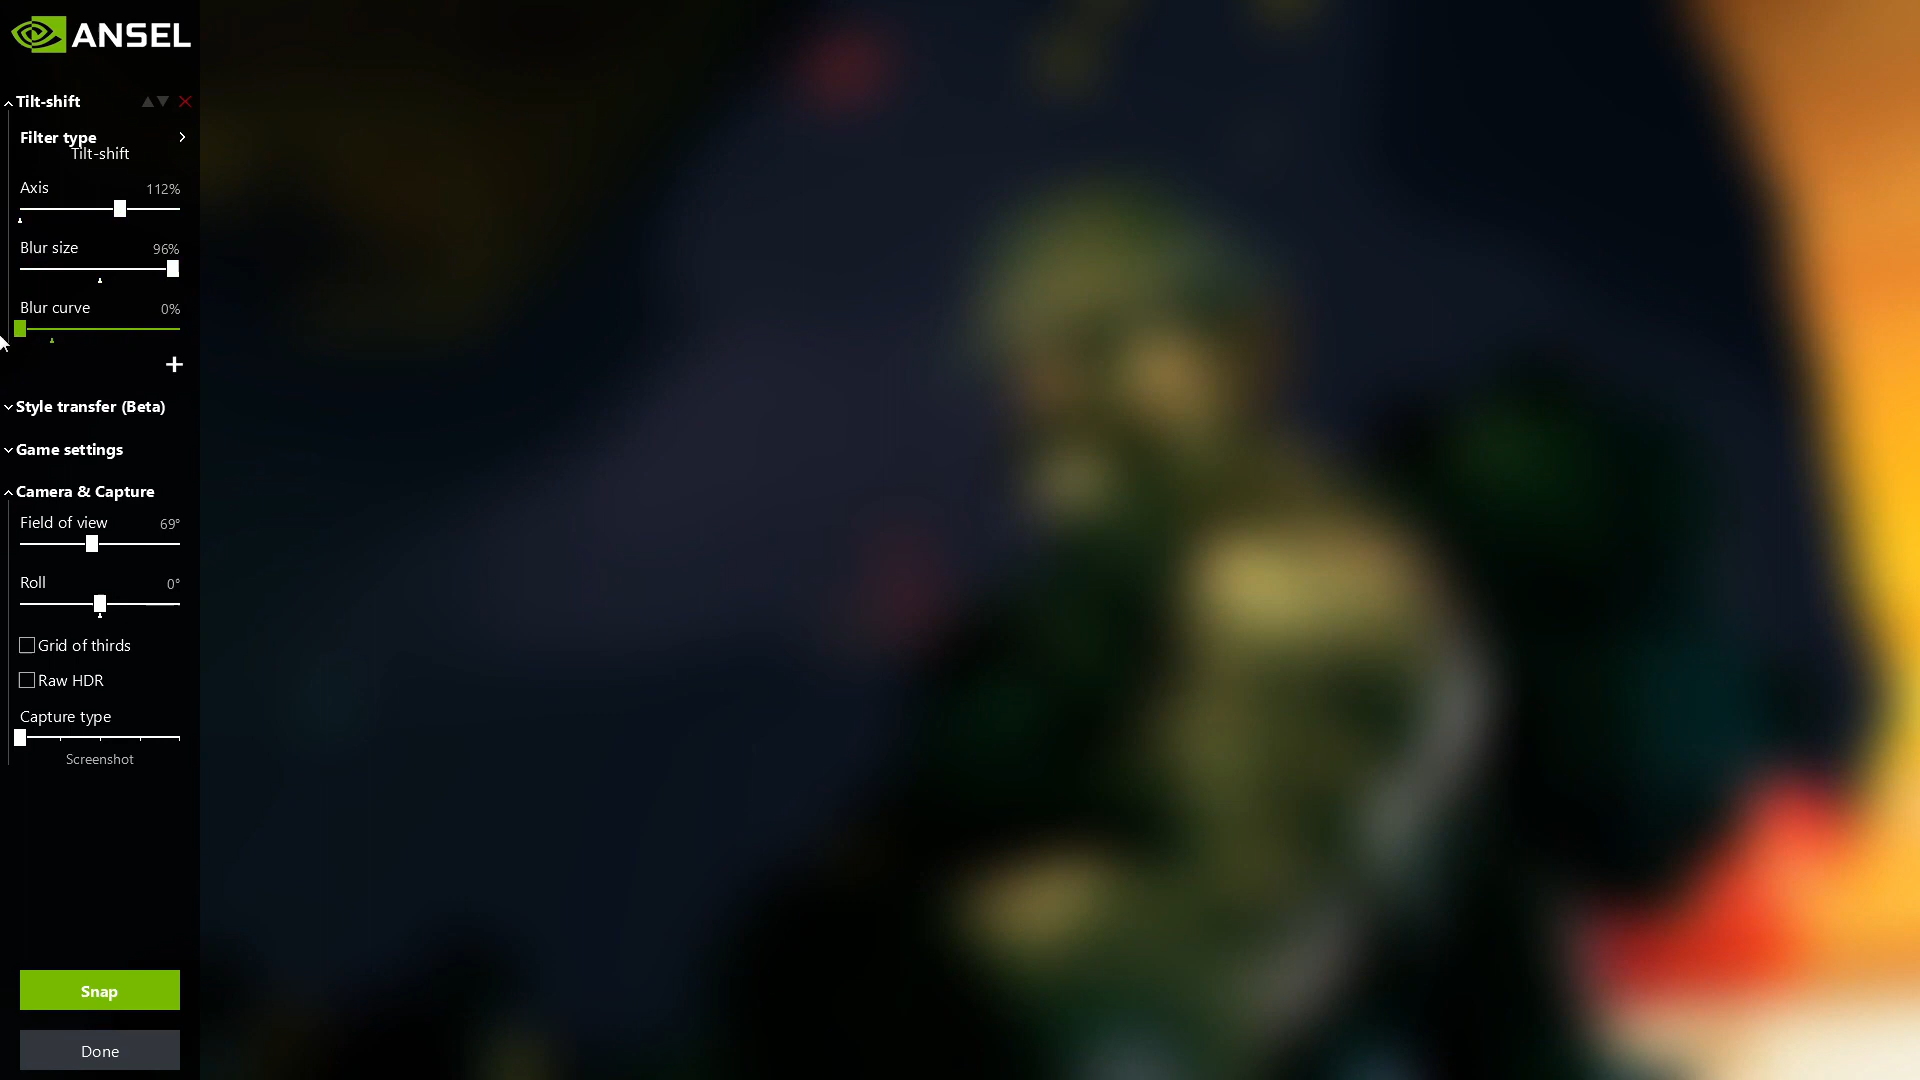 ANSEL
Tilt-shift
Filter type
Tilt-shift
Axis 112%
Blur size 96%
Blur curve 0%
Style transfer (Beta)
Game settings
Camera & Capture
Field of view 69°
Roll 0°
Grid of thirds
Raw HDR
Capture type
Screenshot
Snap
Done